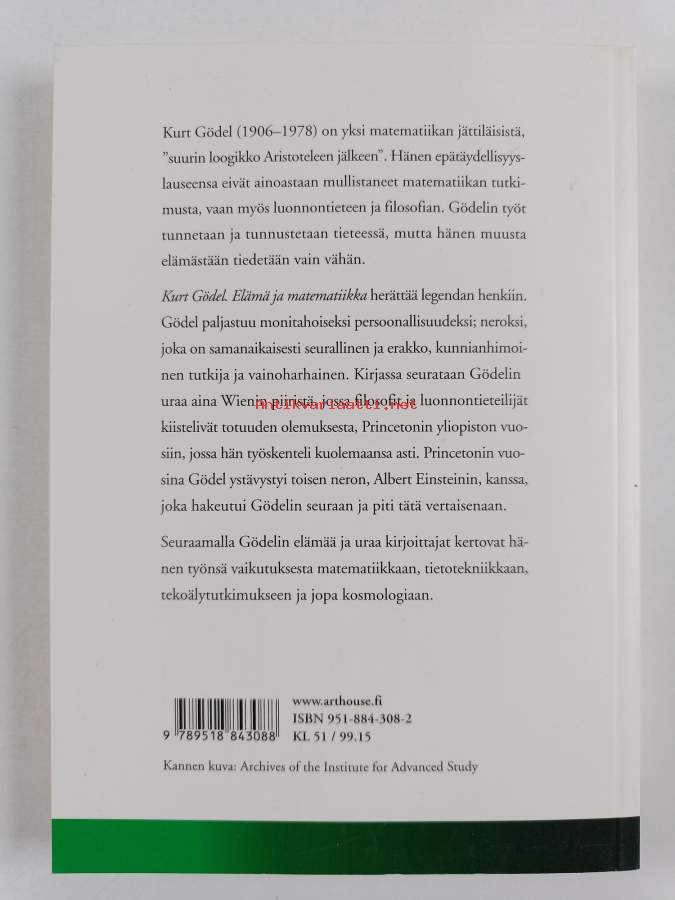 Kurt Gödel (1906–1978) on yksi matematiikan jättiläisistä,
”suurin loogikko Aristoteleen jälkeen”. Hänen epätäydellisyys-
lauseensa eivät ainoastaan mullistaneet matematiikan tutki-
musta, vaan myös luonnontieteen ja filosofian. Gödelin työt
tunnetaan ja tunnustetaan tieteessä, mutta hänen muusta
elämästään tiedetään vain vähän.
Kurt Gödel. Elämä ja matematiikka herättää legendan henkiin.
Gödel paljastuu monitahoiseksi persoonallisuudeksi; neroksi,
joka on samanaikaisesti seurallinen ja erakko, kunnianhimoi-
nen tutkija ja vainoharhainen. Kirjassa seurataan Gödelin
uraa aina Wienin piiristä, jossa filosofit ja luonnontieteilijät
Antikvariaatti.net
kiistelivät totuuden olemuksesta, Princetonin yliopiston vuo-
siin, jossa hän työskenteli kuolemaansa asti. Princetonin vuo-
sina Gödel ystävystyi toisen neron, Albert Einsteinin, kanssa,
joka hakeutui Gödelin seuraan ja piti tätä vertaisenaan.
Seuraamalla Gödelin elämää ja uraa kirjoittajat kertovat hä-
nen työnsä vaikutuksesta matematiikkaan, tietotekniikkaan,
tekoälytutkimukseen ja jopa kosmologiaan.
www.arthouse.fi
ISBN 951-884-308-2
KL 51 / 99.15
9 789518 843088
Kannen kuva: Archives of the Institute for Advanced Study